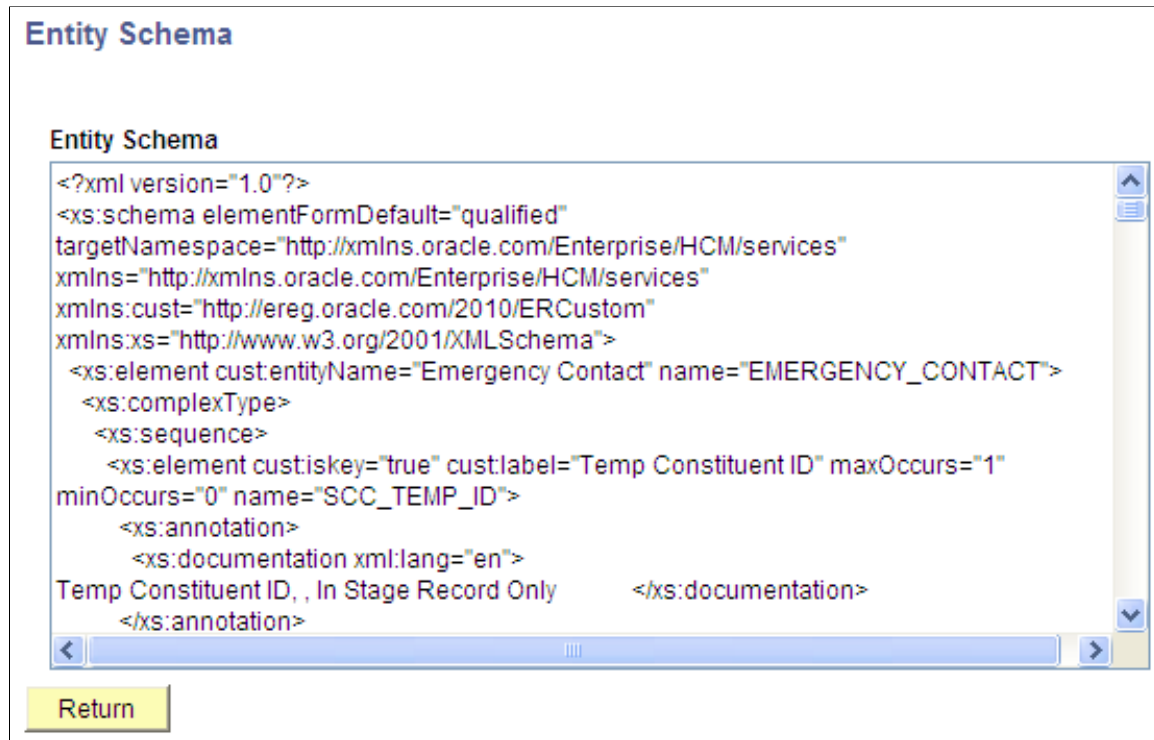 Entity Schema
Entity Schema
<?xml version="1.0"?>
<xs:schema elementFormDefault="qualified"
targetNamespace="http://xmlns.oracle.com/Enterprise/HCM/services"
xmlns="http://xmlns.oracle.com/Enterprise/HCM/services"
xmlns:cust="http://ereg.oracle.com/2010/ERCustom"
xmlns:xs="http://www.w3.org/2001/XMLSchema">
<xs:element cust:entityName="Emergency Contact" name="EMERGENCY_CONTACT">
<xs:complexType>
<xs:sequence>
<xs:element cust:iskey="true" cust:label="Temp Constituent ID" maxOccurs="1"
minOccurs="0" name="SCC_TEMP_ID">
<xs:annotation>
<xs:documentation xml:lang="en">
Temp Constituent ID, , In Stage Record Only </xs:documentation>
</xs:annotation>
Return